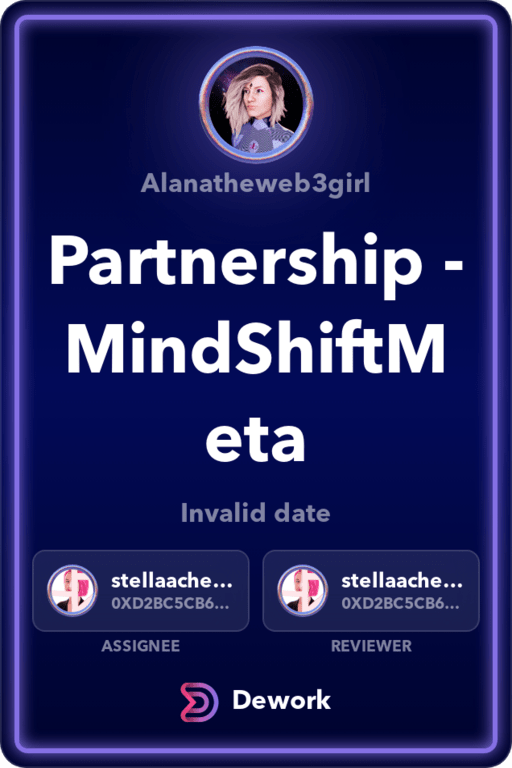 Alanatheweb3girl
Partnership -
MindShiftM
eta
Invalid date
stellaache...
0XD2BC5CB6...
ASSIGNEE
stellaache...
0XD2BC5CB6...
REVIEWER
Dework